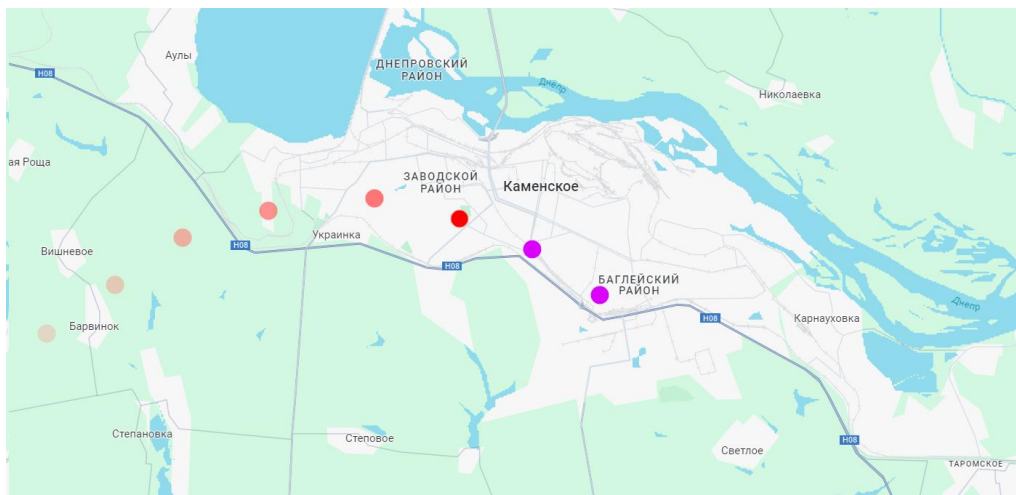 Аулы
ДНЕПРОВСКИЙ
РАЙОН
H08
Днепр
Николаевка
ая Роща
ЗАВОДСКОЙ
РАЙОН
Каменское
Украинка
H08
Вишневое
H08
БАГЛЕЙСКИЙ
РАЙОН
Днепр
Барвинок
H08
Карнауховка
Степановка
Степовое
H08
Светлое
ТАРОМСКОЕ